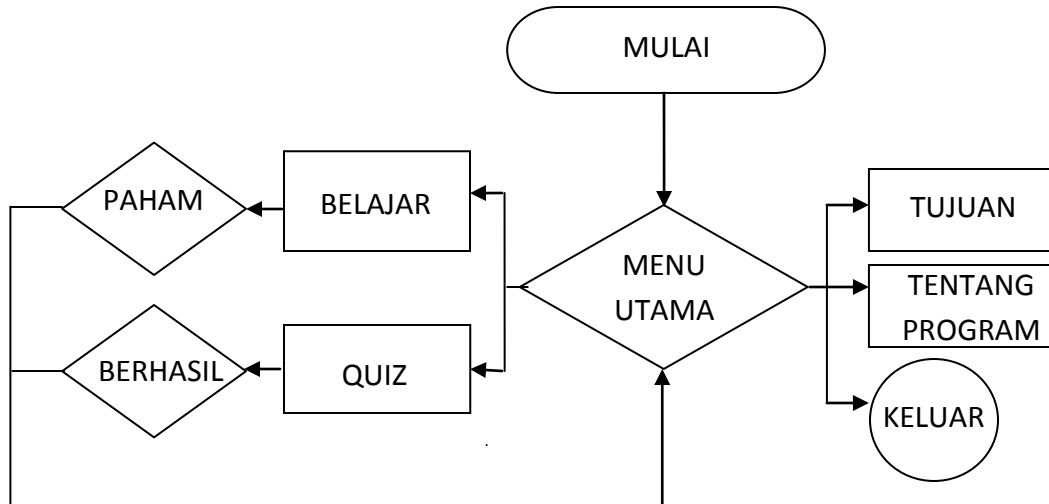 MULAI
PAHAM
BELAJAR
MENU
UTAMA
TUJUAN
TENTANG
PROGRAM
BERHASIL
QUIZ
KELUAR